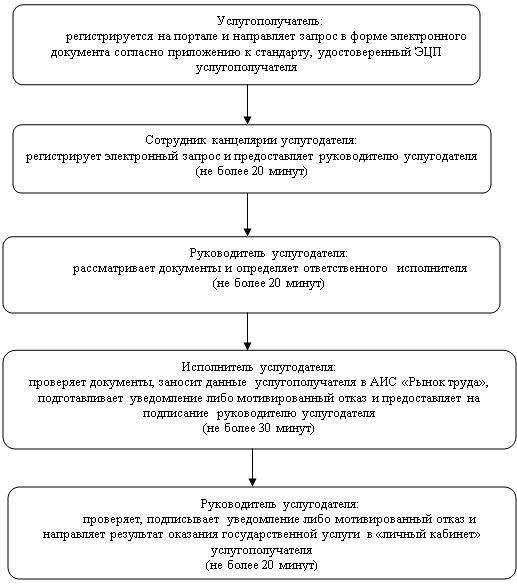 Услугополучатель:
регистрируется на портале и направляет запрос в форме электронного
документа согласно приложению к стандарту, удостоверенный ЭЦП
услугополучателя
Сотрудник канцелярии услугодателя:
регистрирует электронный запрос и предоставляет руководителю услугодателя
(не более 20 минут)
Руководитель услугодателя:
рассматривает документы и определяет ответственного исполнителя
(не более 20 минут)
Исполнитель услугодателя:
проверяет документы, заносит данные услугополучателя в АИС «Рынок труда»,
подготавливает уведомление либо мотивированный отказ и предоставляет на
подписание руководителю услугодателя
(не более 30 минут)
Руководитель услугодателя:
проверяет, подписывает уведомление либо мотивированный отказ и
направляет результат оказания государственной услуги в «личный кабинет»
услугополучателя
(не более 20 минут)